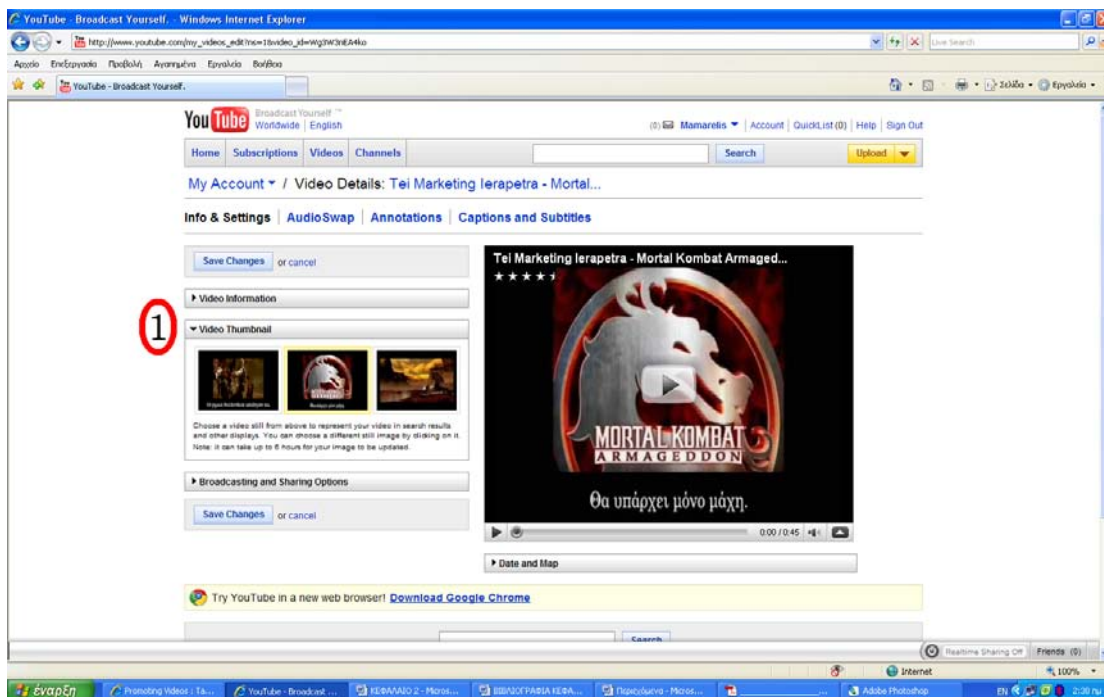 YouTube - Broadcast Yourself. - Windows Internet Explorer
http://www.youtube.com/my_videos_edit?ns=1&video_id=Wg3W3nEA4ko
Live Search
Αρχείο Επεξεργασία Προβολή Αγαπημένα Εργαλεία Βοήθεια
YouTube - Broadcast Yourself.
Σελίδα Εργαλεία
YouTube Broadcast Yourself ™
Worldwide | English
(0) Mamarelis | Account | QuickList (0) | Help | Sign Out
Home Subscriptions Videos Channels Search Upload
My Account / Video Details: Tei Marketing Ierapetra - Mortal...
Info & Settings | AudioSwap | Annotations | Captions and Subtitles
Save Changes or cancel
Video Information
1
Video Thumbnail
Choose a video still from above to represent your video in search results
and other displays. You can choose a different still image by clicking on it.
Note: it can take up to 6 hours for your image to be updated.
Broadcasting and Sharing Options
Save Changes or cancel
Tei Marketing Ierapetra - Mortal Kombat Armaged...
MORTAL KOMBAT
ARMAGEDDON
Θα υπάρχει μόνο μάχη.
0:00 / 0:45
Date and Map
Try YouTube in a new web browser! Download Google Chrome
Search
Realtime Sharing Off Friends (0)
Internet 100%
έναρξη
Promoting Videos : Ta...
YouTube - Broadcast ...
ΚΕΦΑΛΑΙΟ 2 - Micros...
ΒΙΒΛΙΟΓΡΑΦΙΑ ΚΕΦΑ...
Περιεχόμενα - Micros...
Adobe Photoshop
EN
2:30 πμ